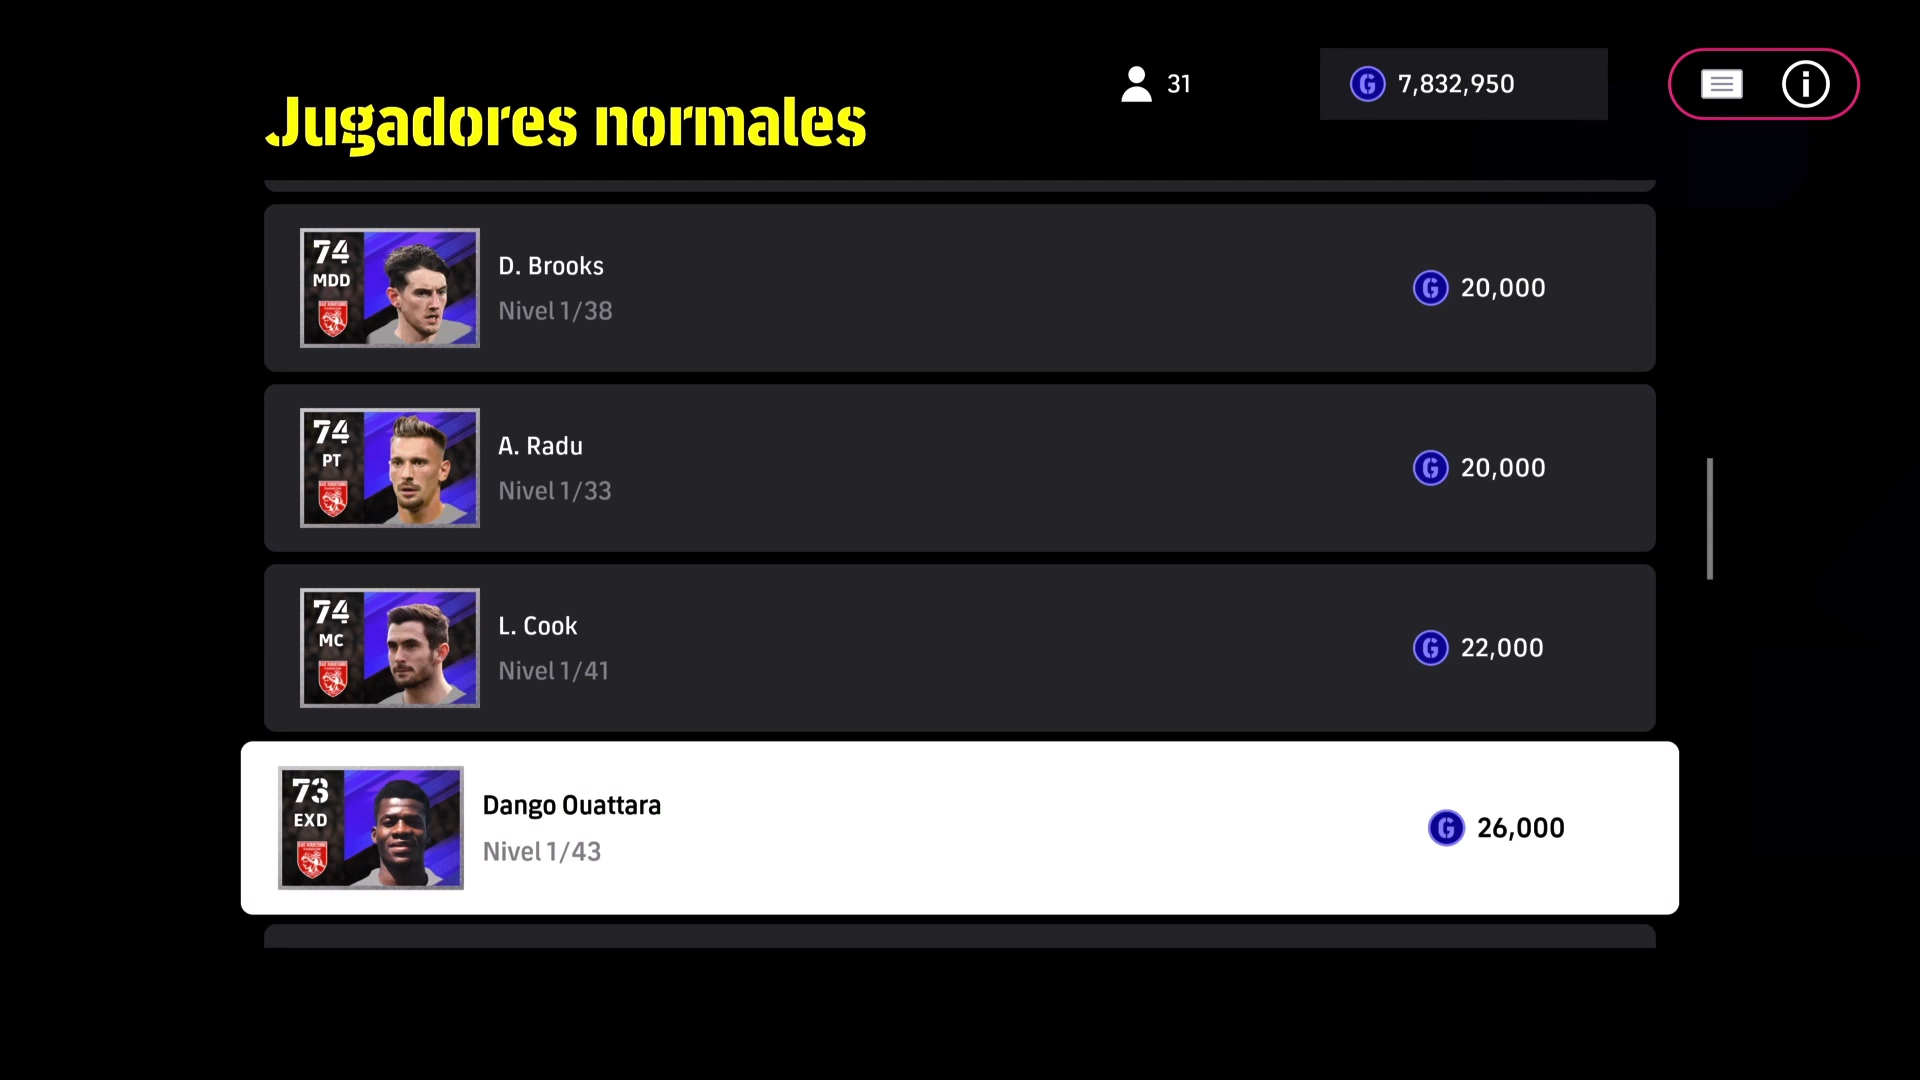 31
7,832,950
Jugadores normales
74
MDD
D. Brooks
Nivel 1/38
20,000
74
PT
A. Radu
Nivel 1/33
20,000
74
MC
L. Cook
Nivel 1/41
22,000
73
EXD
Dango Ouattara
Nivel 1/43
26,000